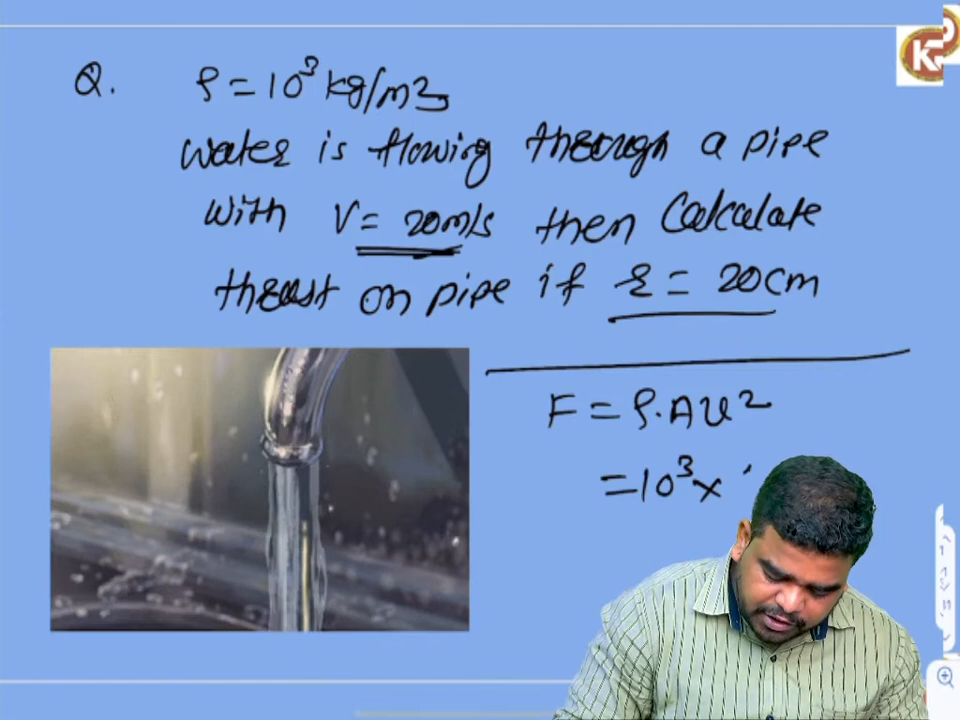 Q. ρ = 10³ kg/m3
water is flowing through a pipe
with V = 20m/s then calculate
thrust on pipe if r = 20cm
F = ρ.Av²
= 10³ x
K